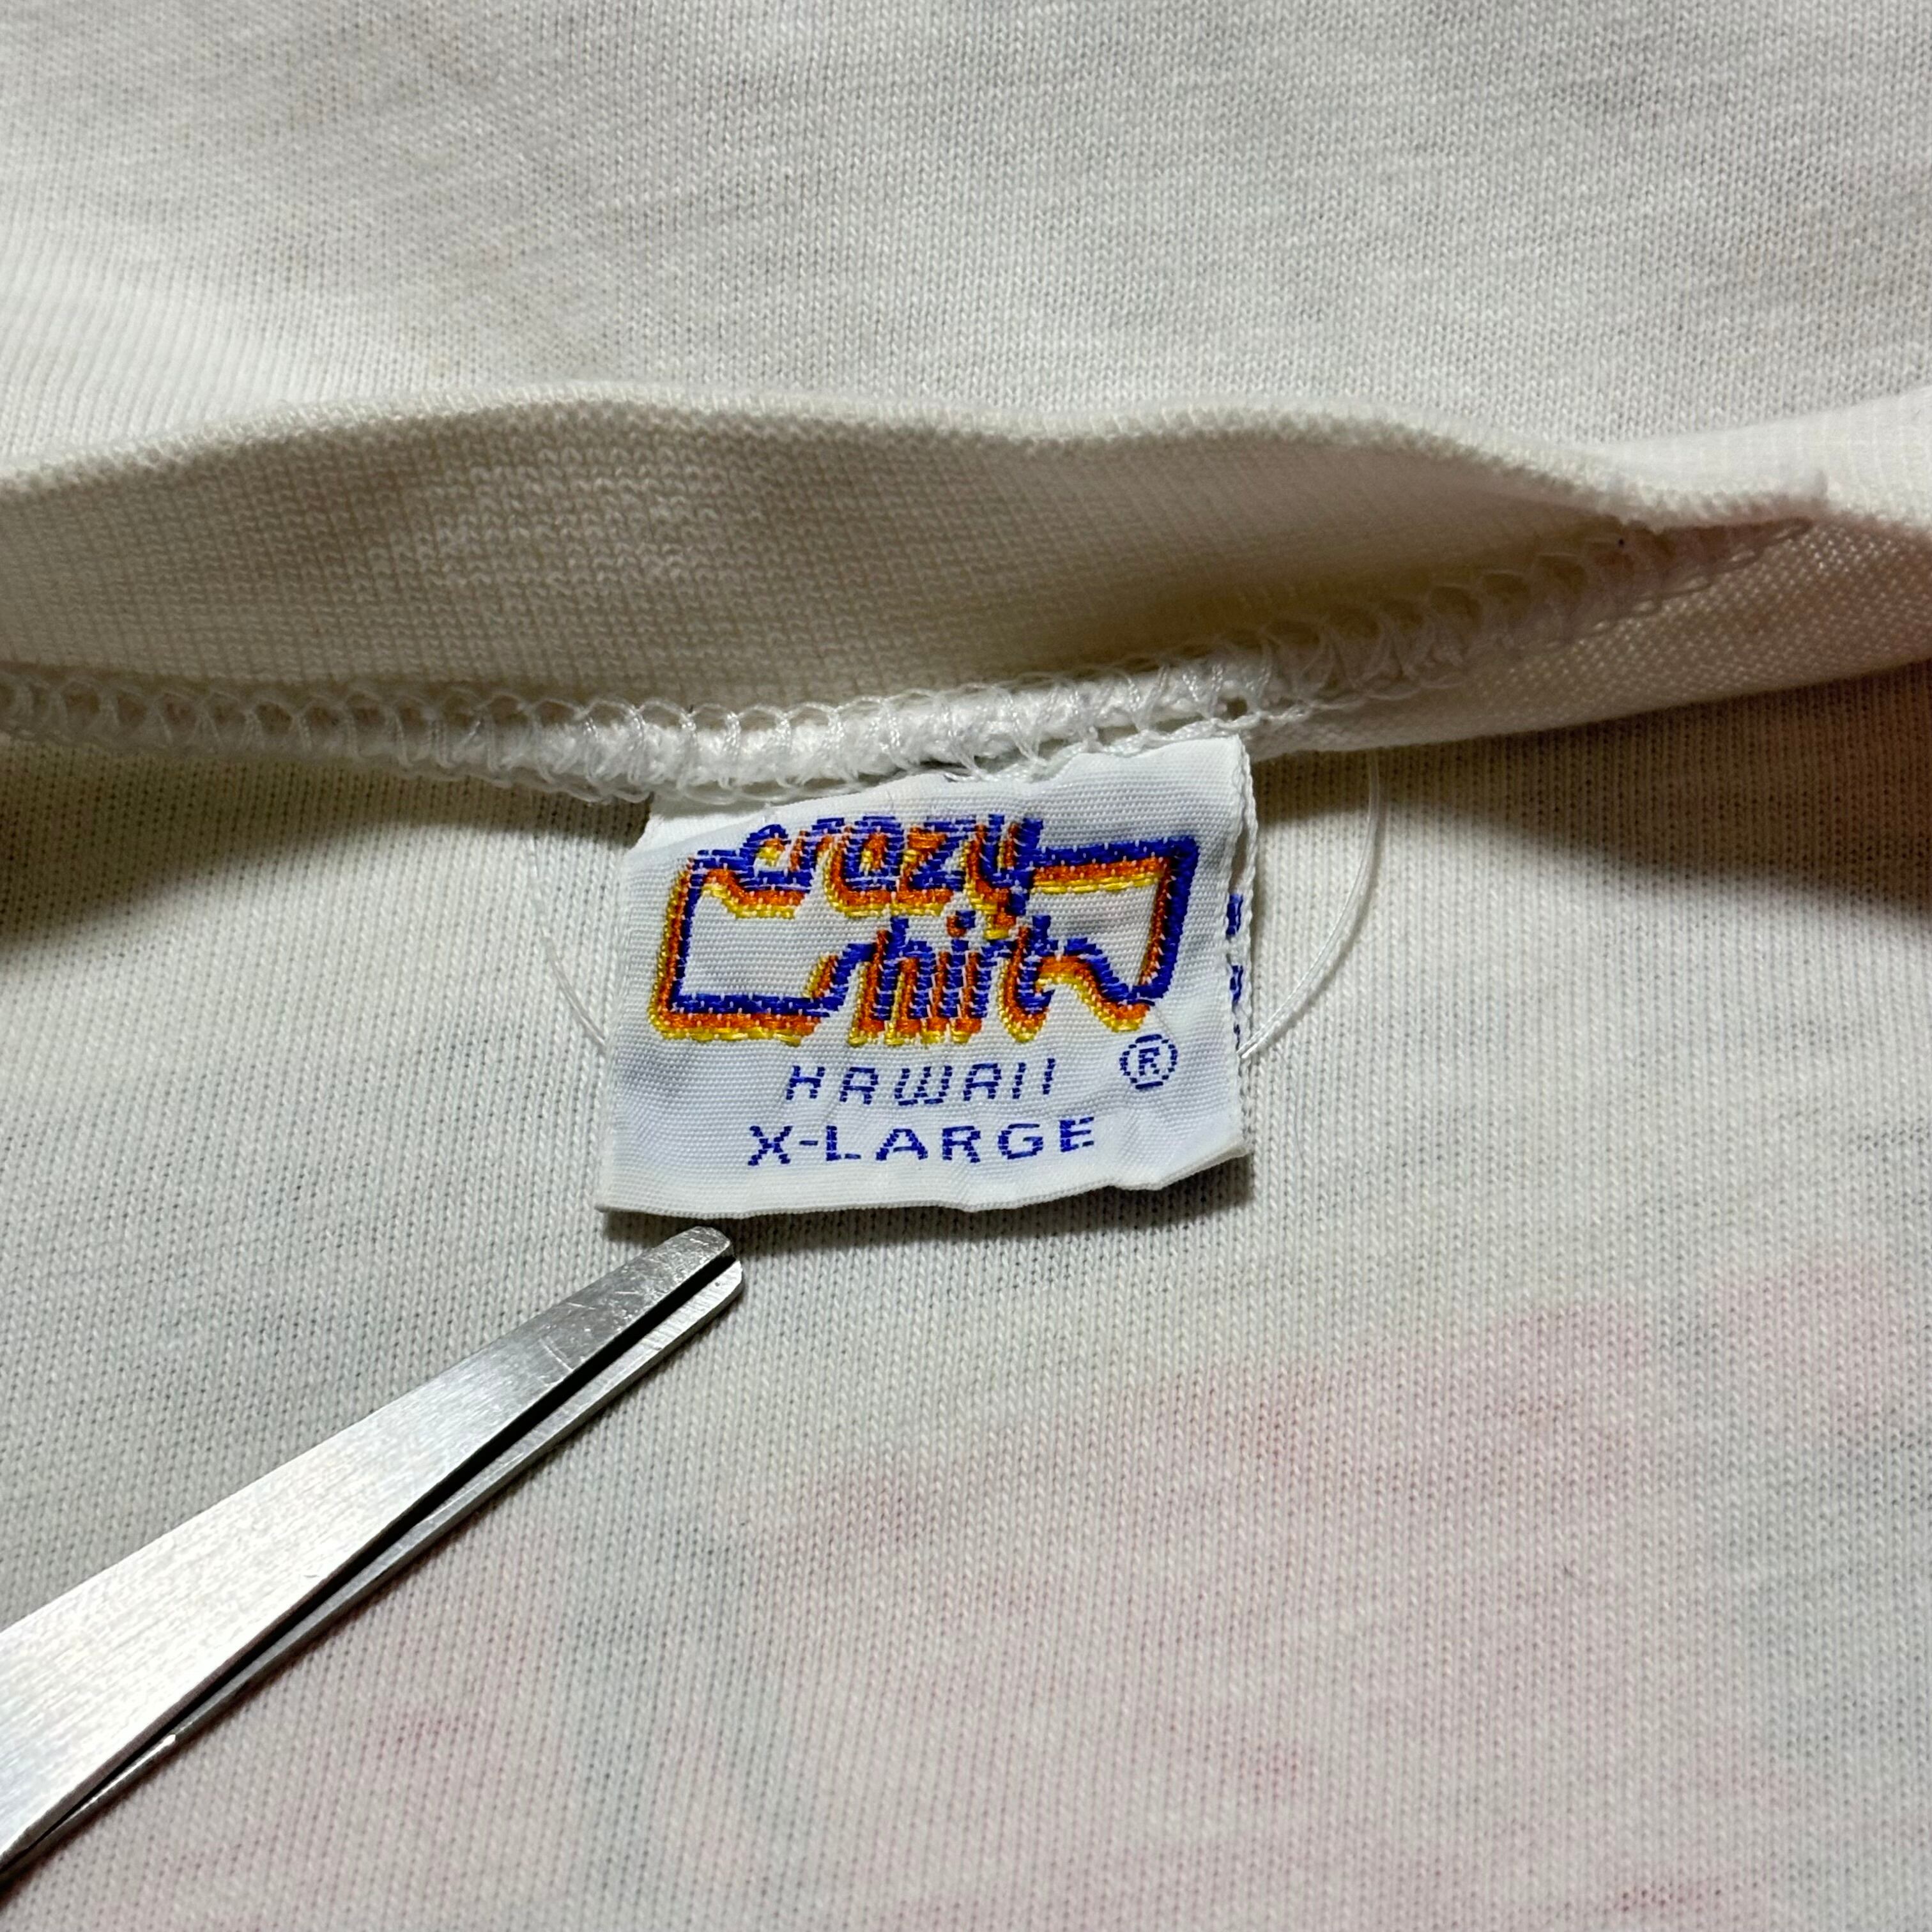 crazy
shirt
HAWAII ®
X-LARGE